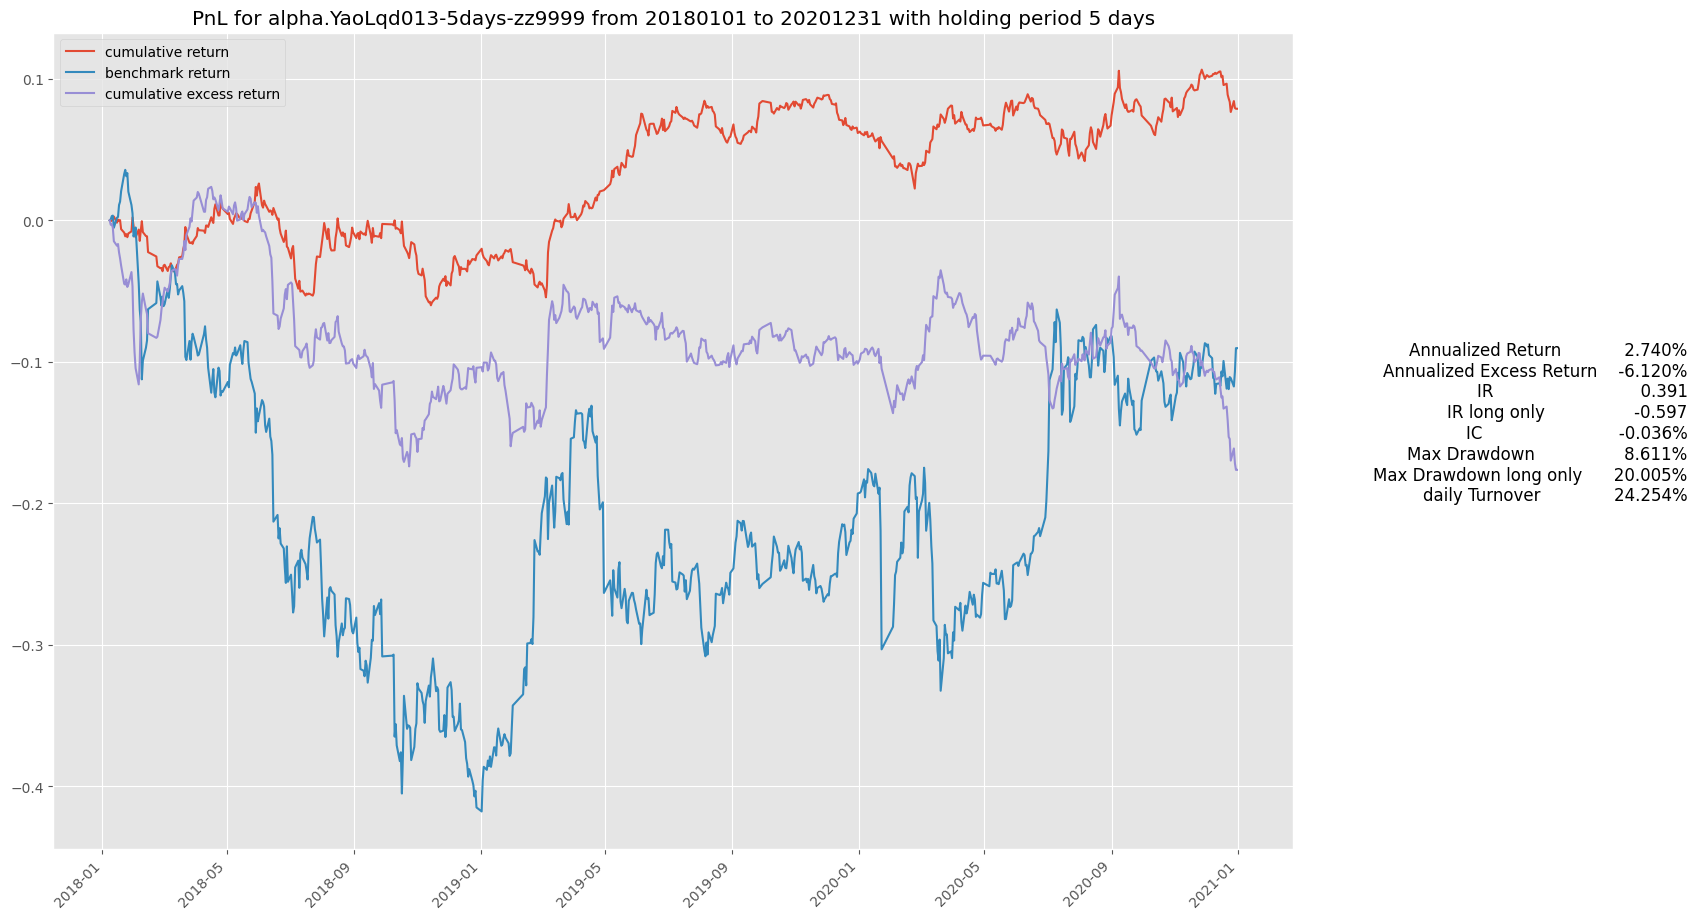 PnL for alpha.YaoLqd013-5days-zz9999 from 20180101 to 20201231 with holding period 5 days
cumulative return
benchmark return
cumulative excess return
0.1
0.0
−0.1
−0.2
−0.3
−0.4
2018-01
2018-05
2018-09
2019-01
2019-05
2019-09
2020-01
2020-05
2020-09
2021-01
Annualized Return 2.740%
Annualized Excess Return -6.120%
IR 0.391
IR long only -0.597
IC -0.036%
Max Drawdown 8.611%
Max Drawdown long only 20.005%
daily Turnover 24.254%